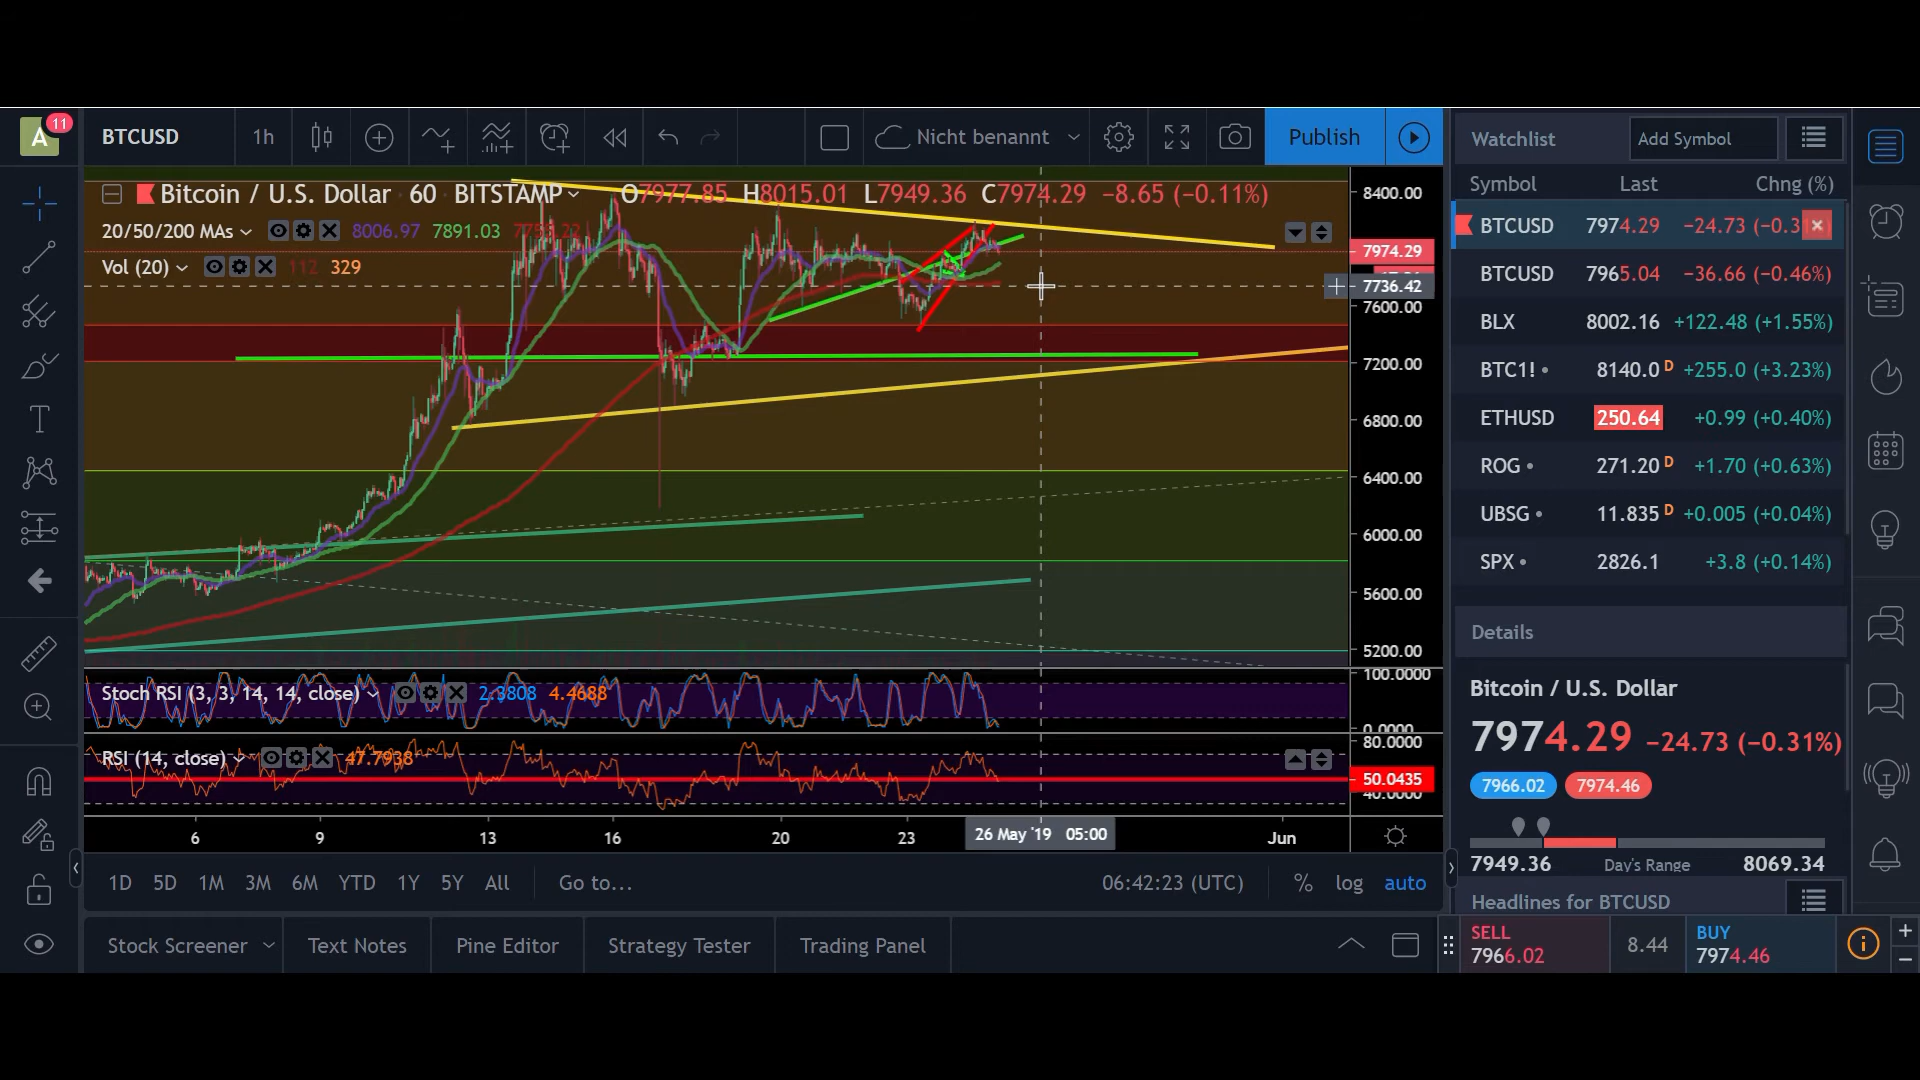 A 11 BTCUSD 1h Nicht benannt Publish
Bitcoin / U.S. Dollar 60 BITSTAMP O7977.85 H8015.01 L7949.36 C7974.29 −8.65 (−0.11%)
20/50/200 MAs 8006.97 7891.03
Vol (20) 112 329
8400.00
7974.29
7736.42
7600.00
7200.00
6800.00
6400.00
6000.00
5600.00
5200.00
Stoch RSI (3, 3, 14, 14, close) 2.3808 4.4688
100.0000
0.0000
RSI (14, close) 47.7938
80.0000
50.0435
40.0000
6 9 13 16 20 23 26 May '19 05:00 Jun
1D 5D 1M 3M 6M YTD 1Y 5Y All Go to... 06:42:23 (UTC) % log auto
Stock Screener Text Notes Pine Editor Strategy Tester Trading Panel
Watchlist Add Symbol
Symbol Last Chng (%)
BTCUSD 7974.29 −24.73 (−0.31
BTCUSD 7965.04 −36.66 (−0.46%)
BLX 8002.16 +122.48 (+1.55%)
BTC1! 8140.0 D +255.0 (+3.23%)
ETHUSD 250.64 +0.99 (+0.40%)
ROG 271.20 D +1.70 (+0.63%)
UBSG 11.835 D +0.005 (+0.04%)
SPX 2826.1 +3.8 (+0.14%)
Details
Bitcoin / U.S. Dollar
7974.29 −24.73 (−0.31%)
7966.02 7974.46
7949.36 Day's Range 8069.34
Headlines for BTCUSD
SELL BUY
7966.02 8.44 7974.46